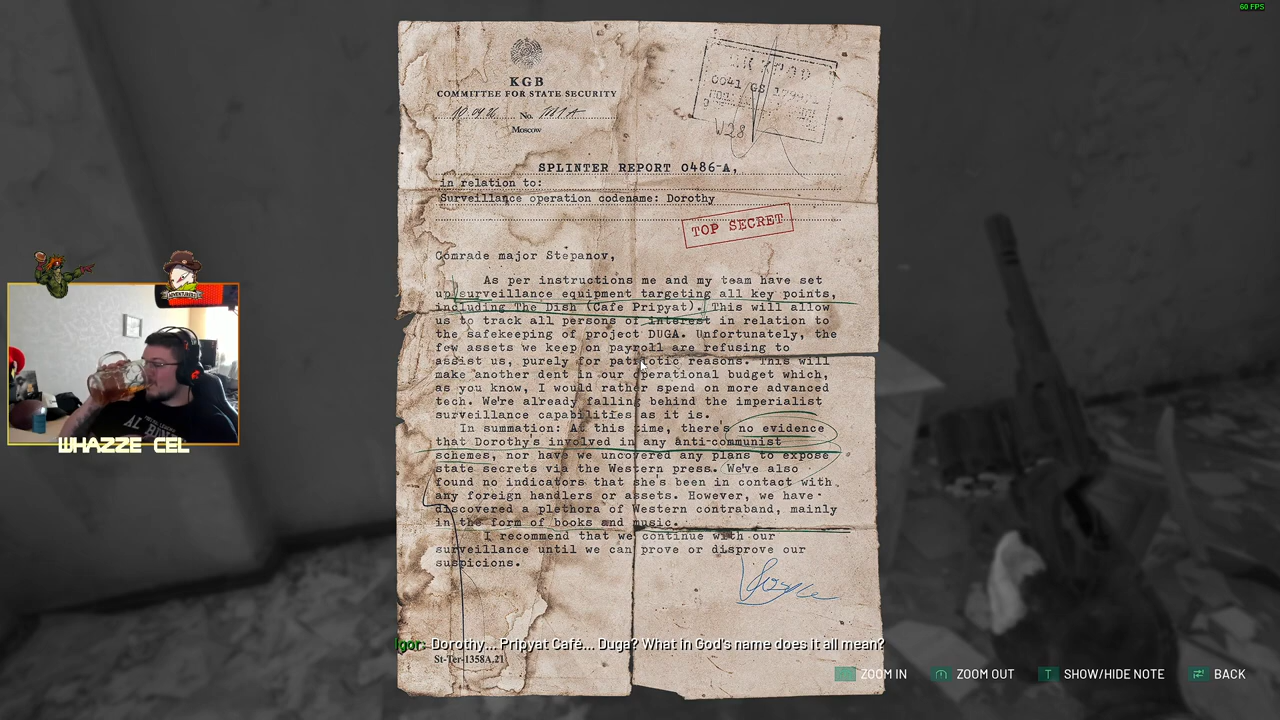 60 FPS
KGB
COMMITTEE FOR STATE SECURITY
No.
Moscow
0041 GS
W28
SPLINTER REPORT 0486-A,
in relation to:
Surveillance operation codename: Dorothy
TOP SECRET
Comrade major Stepanov,
As per instructions me and my team have set
up surveillance equipment targeting all key points,
including The Dish (Cafe Pripyat). This will allow
us to track all persons of interest in relation to
the safekeeping of project DUGA. Unfortunately, the
few assets we keep on payroll are refusing to
assist us, purely for patriotic reasons. This will
make another dent in our operational budget which,
as you know, I would rather spend on more advanced
tech. We're already falling behind the imperialist
surveillance capabilities as it is.
In summation: At this time, there's no evidence
that Dorothy's involved in any anti-communist
schemes, nor have we uncovered any plans to expose
state secrets via the Western press. We've also
found no indicators that she's been in contact with
any foreign handlers or assets. However, we have
discovered a plethora of Western contraband, mainly
in the form of books and music.
I recommend that we continue with our
surveillance until we can prove or disprove our
suspicions.
WHAZZE CEL
Igor: Dorothy... Pripyat Café... Duga? What in God's name does it all mean?
St-Ter-1358A,21
ZOOM IN
ZOOM OUT
T SHOW/HIDE NOTE
BACK